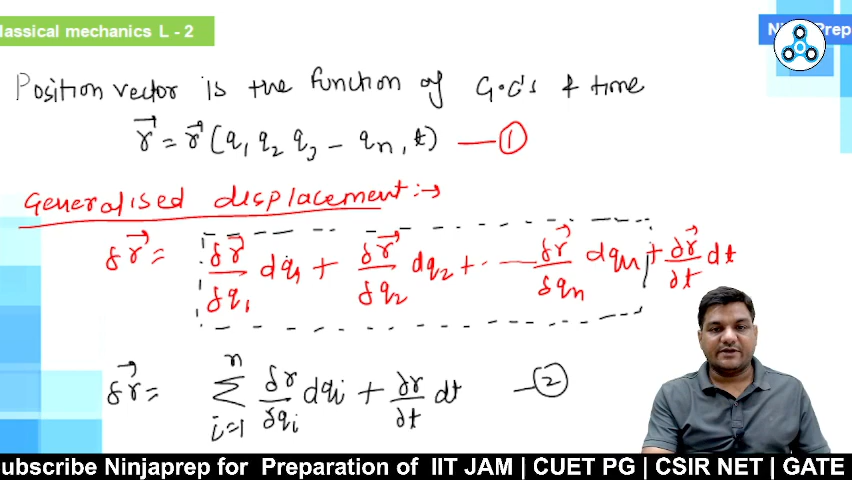 lassical mechanics L - 2
Position vector is the function of G.C's & time
r⃗ = r⃗ (q₁ q₂ q₃ – qₙ, t) —①
Generalised displacement:→
δr⃗ = δr⃗/δq₁ dq₁ + δr⃗/δq₂ dq₂ + ·· — δr⃗/δqₙ dqₙ + ∂r⃗/∂t dt
δr⃗ = Σⁿᵢ₌₁ δr/δqᵢ dqᵢ + ∂r/∂t dt —②
ubscribe Ninjaprep for Preparation of IIT JAM | CUET PG | CSIR NET | GATE